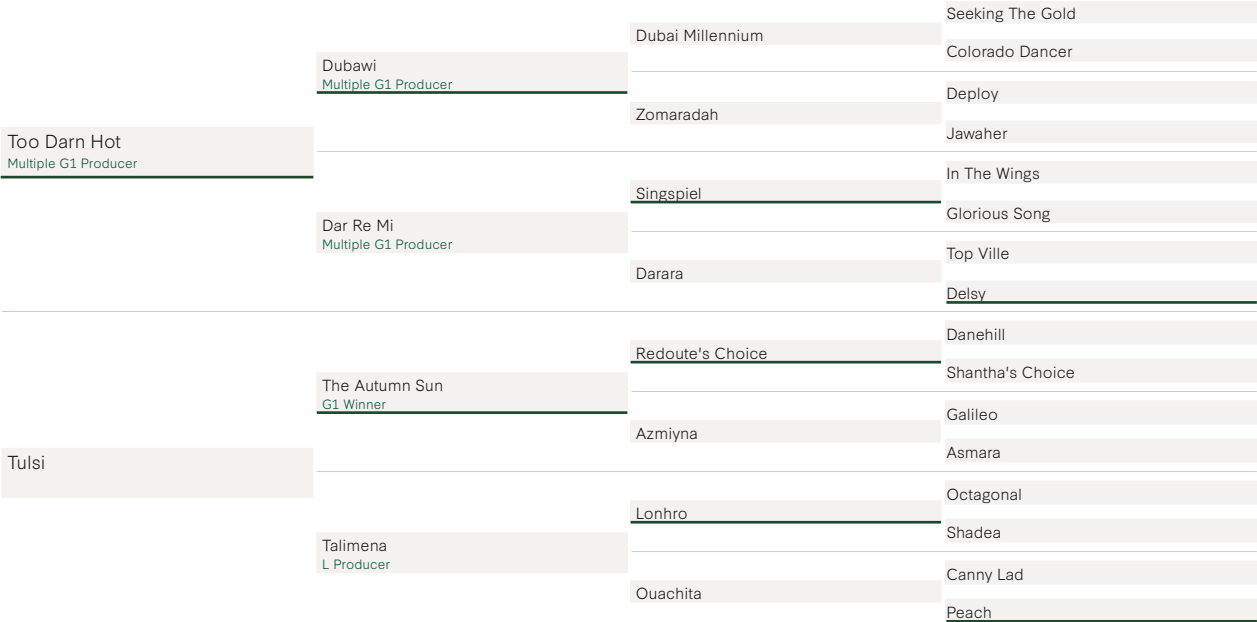 Too Darn Hot
Multiple G1 Producer
Tulsi
Dubawi
Multiple G1 Producer
Dar Re Mi
Multiple G1 Producer
The Autumn Sun
G1 Winner
Talimena
L Producer
Dubai Millennium
Zomaradah
Singspiel
Darara
Redoute's Choice
Azmiyna
Lonhro
Ouachita
Seeking The Gold
Colorado Dancer
Deploy
Jawaher
In The Wings
Glorious Song
Top Ville
Delsy
Danehill
Shantha's Choice
Galileo
Asmara
Octagonal
Shadea
Canny Lad
Peach